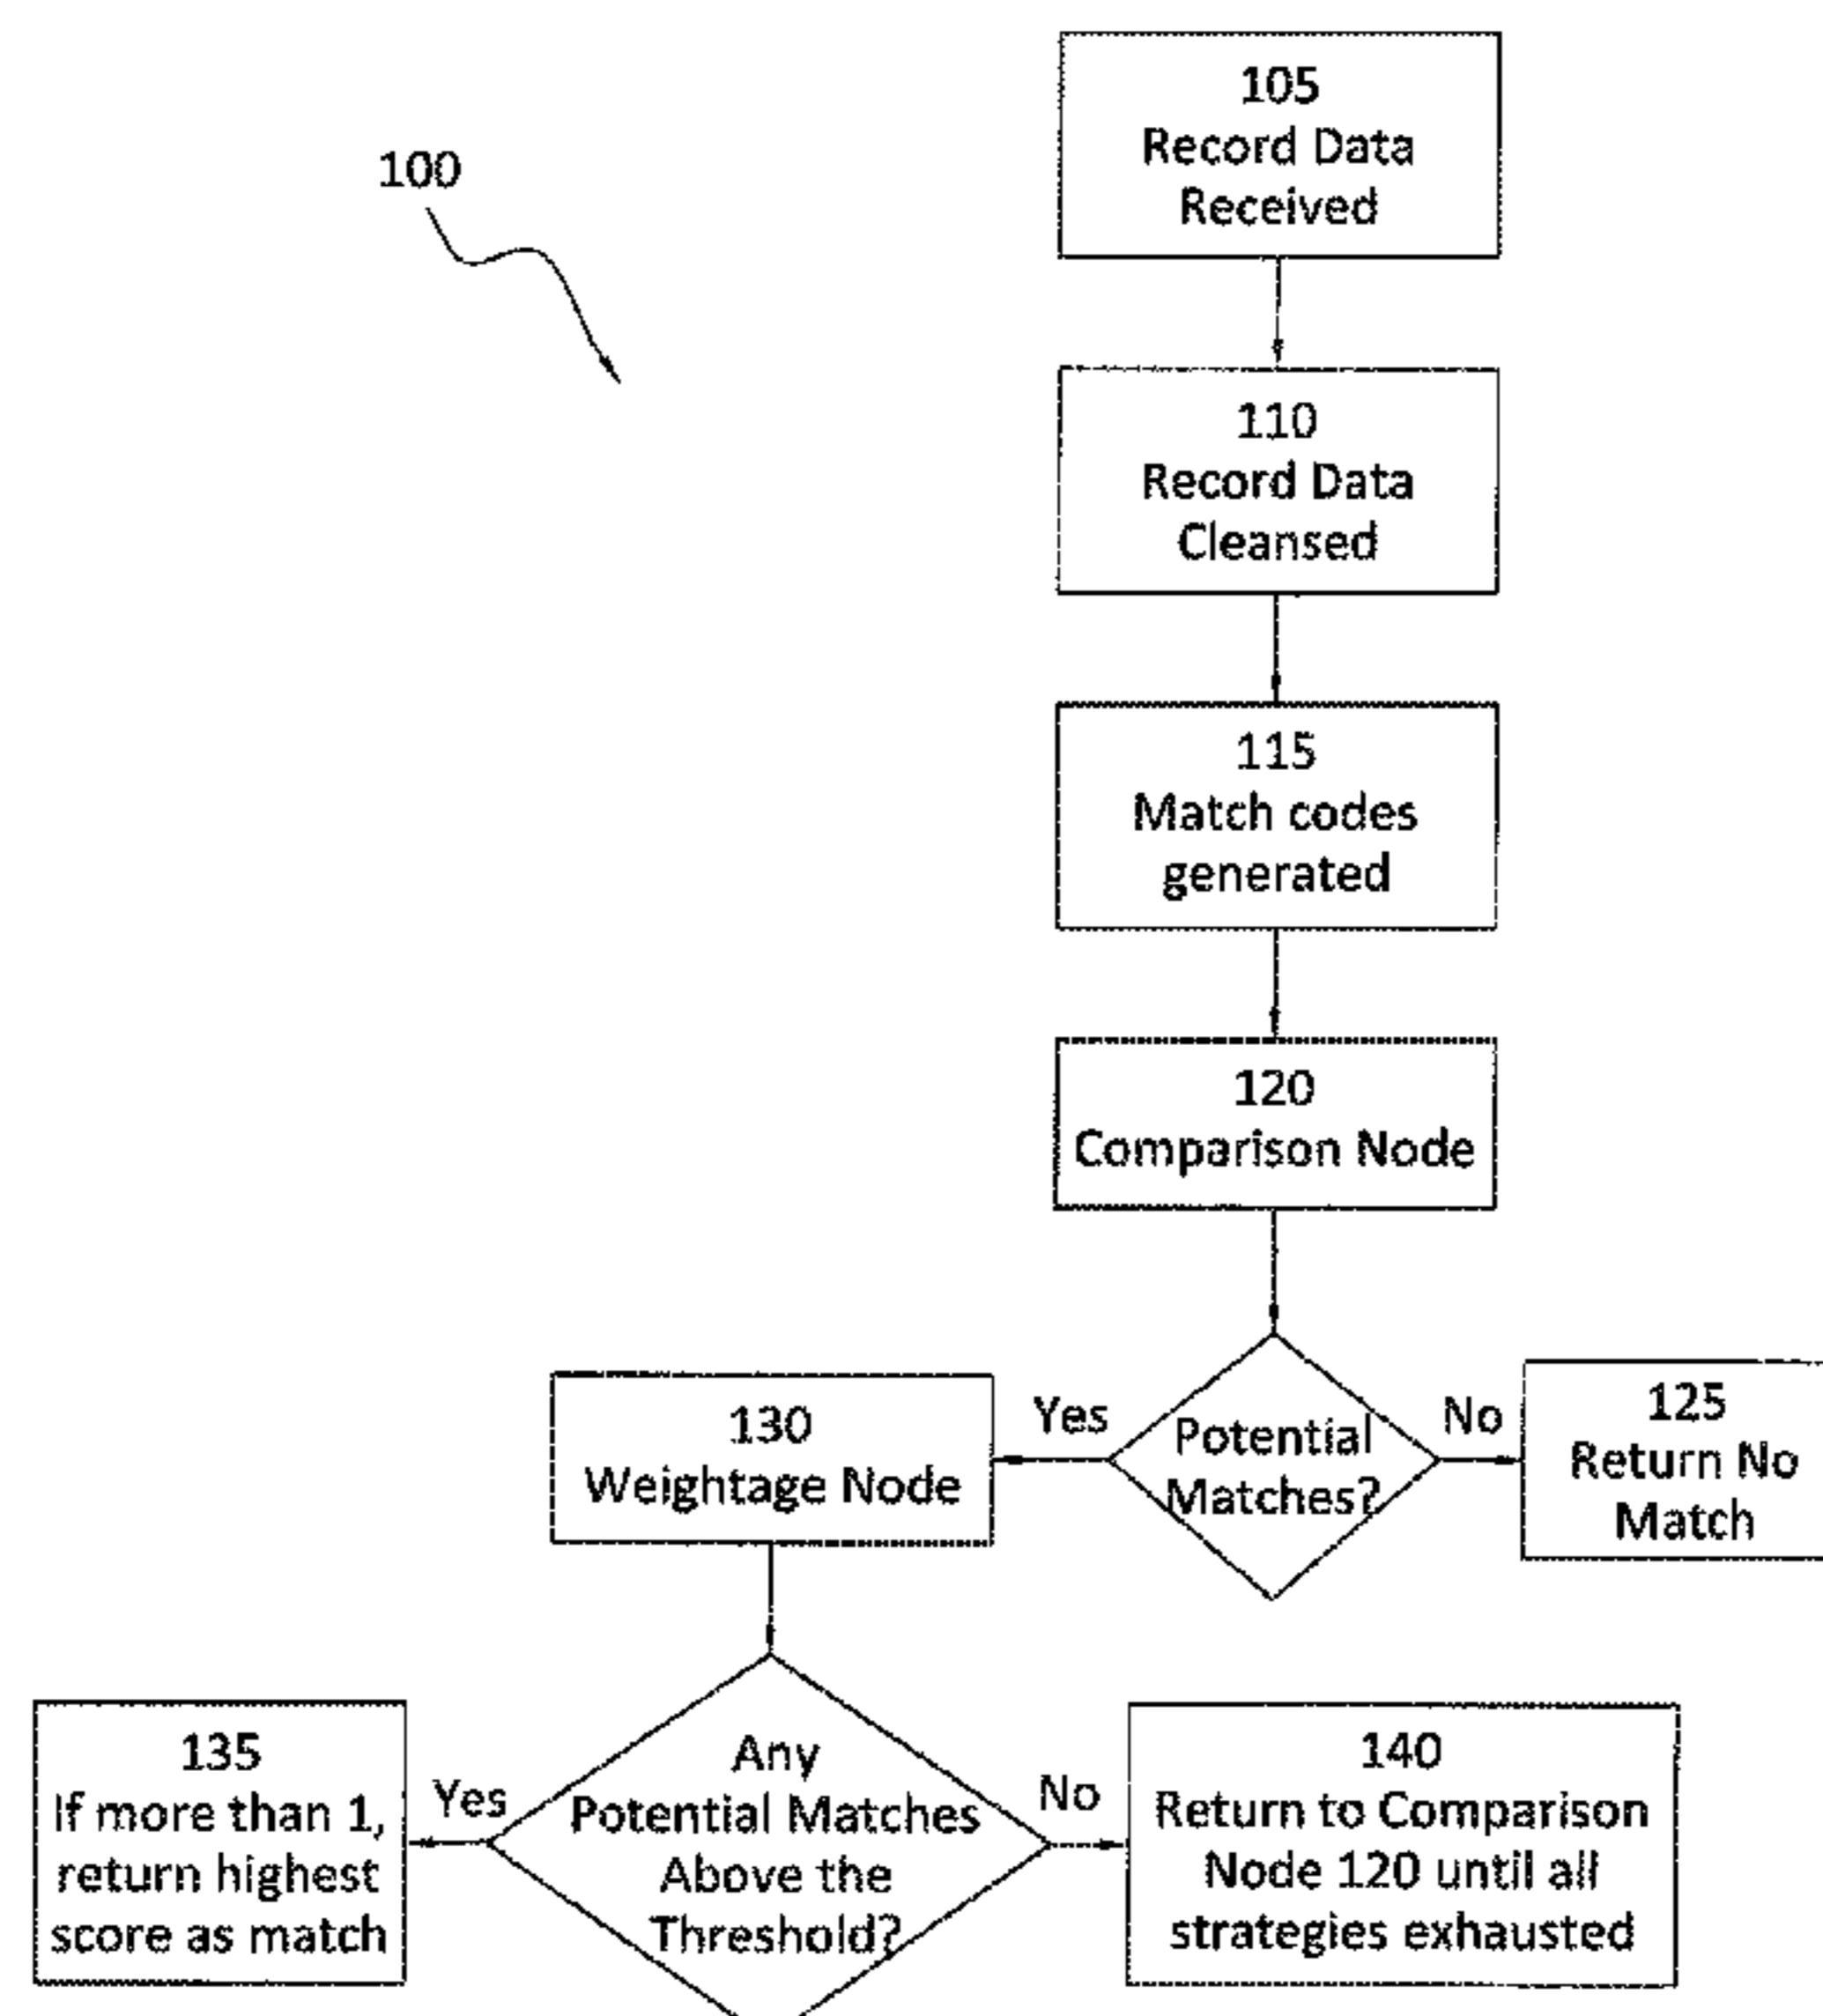 105
Record Data
Received
100
110
Record Data
Cleansed
115
Match codes
generated
120
Comparison Node
130
Weightage Node
Yes
Potential
Matches?
No
125
Return No
Match
135
If more than 1,
return highest
score as match
Yes
Any
Potential Matches
Above the
Threshold?
No
140
Return to Comparison
Node 120 until all
strategies exhausted